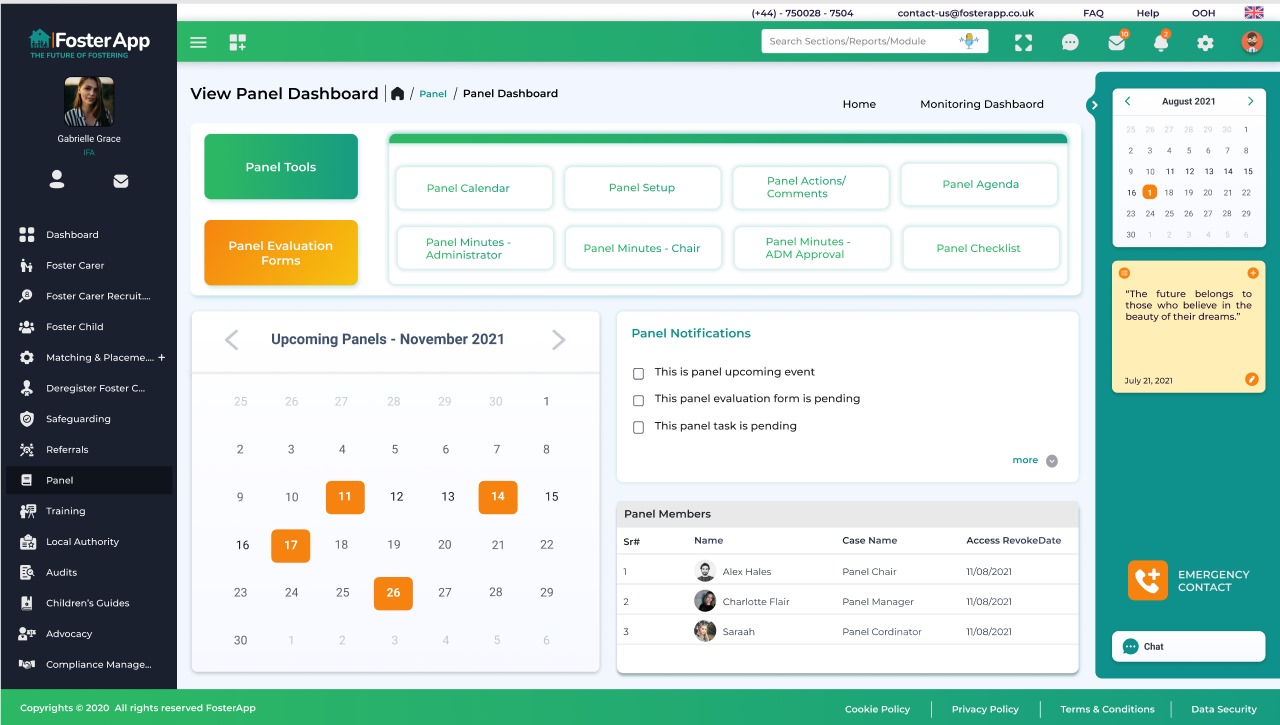 (+44) - 750028 - 7504 contact-us@fosterapp.co.uk FAQ Help OOH
FosterApp
THE FUTURE OF FOSTERING
Gabrielle Grace
IFA
Dashboard
Foster Carer
Foster Carer Recruit....
Foster Child
Matching & Placeme.... +
Deregister Foster C...
Safeguarding
Referrals
Panel
Training
Local Authority
Audits
Children's Guides
Advocacy
Compliance Manage...
Search Sections/Reports/Module
10
2
View Panel Dashboard | / Panel / Panel Dashboard
Home Monitoring Dashbaord
Panel Tools
Panel Evaluation
Forms
Panel Calendar
Panel Setup
Panel Actions/
Comments
Panel Agenda
Panel Minutes -
Administrator
Panel Minutes - Chair
Panel Minutes -
ADM Approval
Panel Checklist
Upcoming Panels - November 2021
25 26 27 28 29 30 1
2 3 4 5 6 7 8
9 10 11 12 13 14 15
16 17 18 19 20 21 22
23 24 25 26 27 28 29
30 1 2 3 4 5 6
Panel Notifications
This is panel upcoming event
This panel evaluation form is pending
This panel task is pending
more
Panel Members
Sr# Name Case Name Access RevokeDate
1 Alex Hales Panel Chair 11/08/2021
2 Charlotte Flair Panel Manager 11/08/2021
3 Saraah Panel Cordinator 11/08/2021
August 2021
25 26 27 28 29 30 1
2 3 4 5 6 7 8
9 10 11 12 13 14 15
16 1 18 19 20 21 22
23 24 25 26 27 28 29
30 1 2 3 4 5 6
"The future belongs to
those who believe in the
beauty of their dreams."
July 21, 2021
EMERGENCY
CONTACT
Chat
Copyrights © 2020 All rights reserved FosterApp
Cookie Policy Privacy Policy Terms & Conditions Data Security